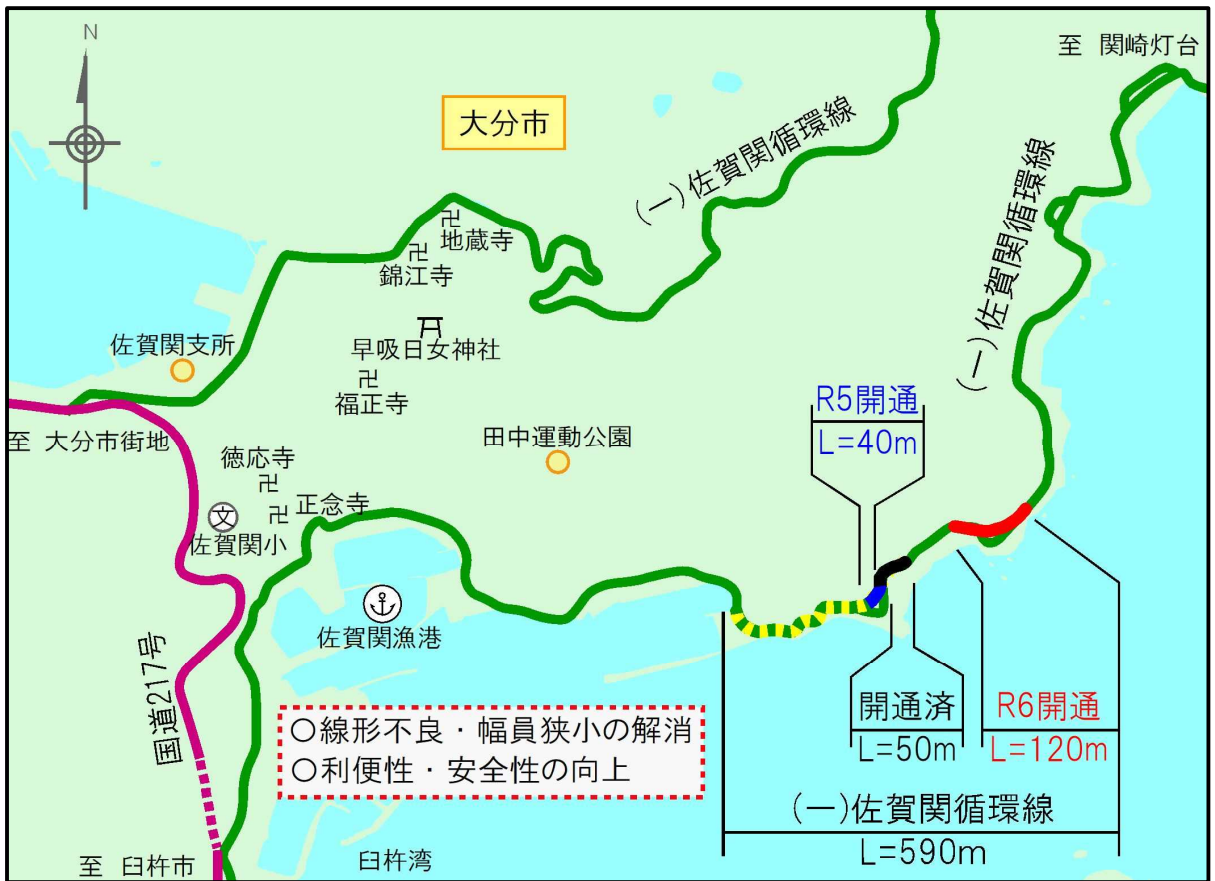 N
至 関崎灯台
大分市
(一)佐賀関循環線
(一)佐賀関循環線
地蔵寺
錦江寺
早吸日女神社
佐賀関支所
福正寺
R5開通
L=40m
至 大分市街地
田中運動公園
徳応寺
正念寺
文
佐賀関小
佐賀関漁港
国道217号
開通済
L=50m
R6開通
L=120m
○線形不良・幅員狭小の解消
○利便性・安全性の向上
(一)佐賀関循環線
L=590m
至 臼杵市
臼杵湾